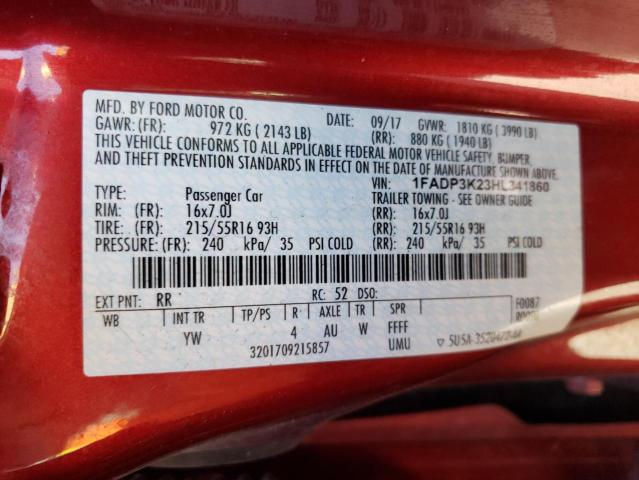 MFD. BY FORD MOTOR CO.
DATE: 09/17 GVWR: 1810 KG ( 3990 LB)
GAWR: (FR): 972 KG ( 2143 LB) (RR): 880 KG ( 1940 LB)
THIS VEHICLE CONFORMS TO ALL APPLICABLE FEDERAL MOTOR VEHICLE SAFETY, BUMPER,
AND THEFT PREVENTION STANDARDS IN EFFECT ON THE DATE OF MANUFACTURE SHOWN ABOVE.
VIN: 1FADP3K23HL341860
TYPE: Passenger Car TRAILER TOWING - SEE OWNER GUIDE
RIM: (FR): 16x7.0J (RR): 16x7.0J
TIRE: (FR): 215/55R16 93H (RR): 215/55R16 93H
PRESSURE: (FR): 240 kPa/ 35 PSI COLD (RR): 240 kPa/ 35 PSI COLD
EXT PNT: RR RC: 52 DSO: F0087
WB INT TR TP/PS R AXLE TR SPR
YW 4 AU W FFFF
UMU
3201709215857